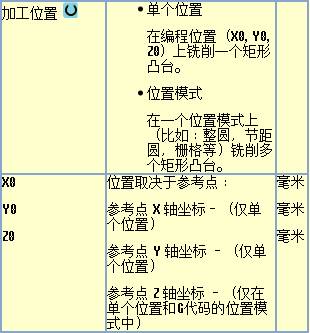 加工位置
• 单个位置
在编程位置（X0, Y0,
Z0）上铣削一个矩形
凸台。
• 位置模式
在一个位置模式上
（比如：整圆，节距
圆，栅格等）铣削多
个矩形凸台。
X0
Y0
Z0
位置取决于参考点：
参考点 X 轴坐标 - （仅单
个位置）
参考点 Y 轴坐标 - （仅单
个位置）
参考点 Z 轴坐标 - （仅在
单个位置和G代码的位置模
式中）
毫米
毫米
毫米